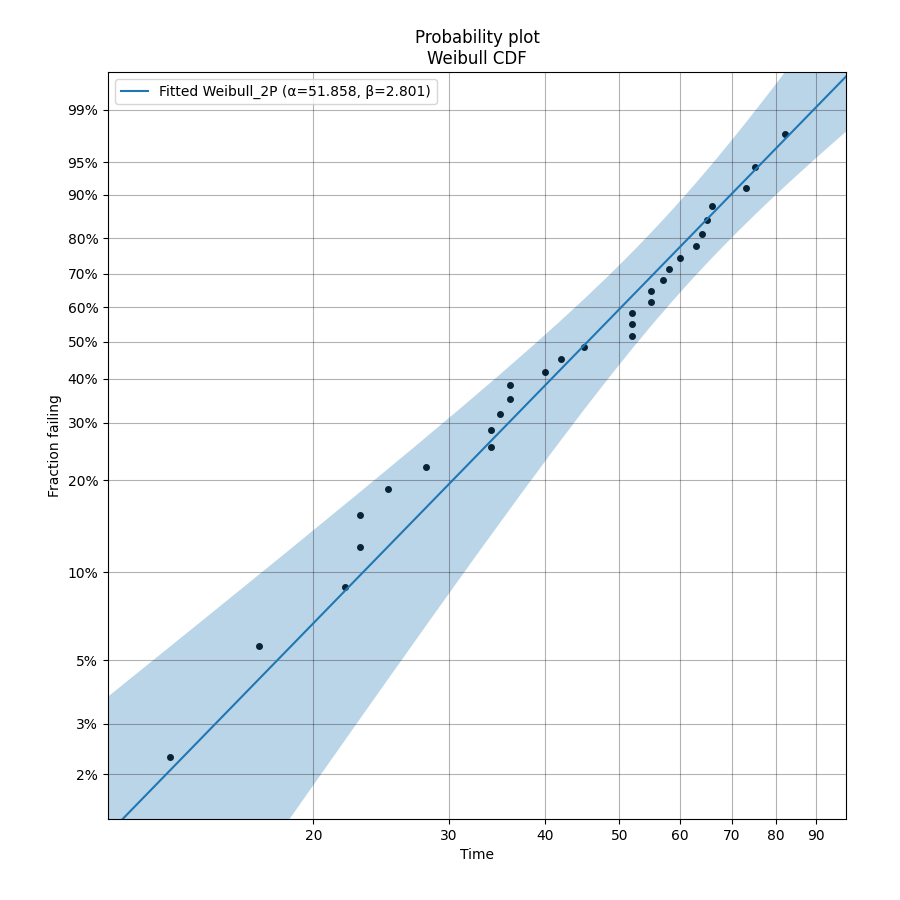 Probability plot
Weibull CDF
Fitted Weibull_2P (α=51.858, β=2.801)
99%
95%
90%
80%
70%
60%
50%
40%
30%
20%
10%
5%
3%
2%
Fraction failing
20 30 40 50 60 70 80 90
Time